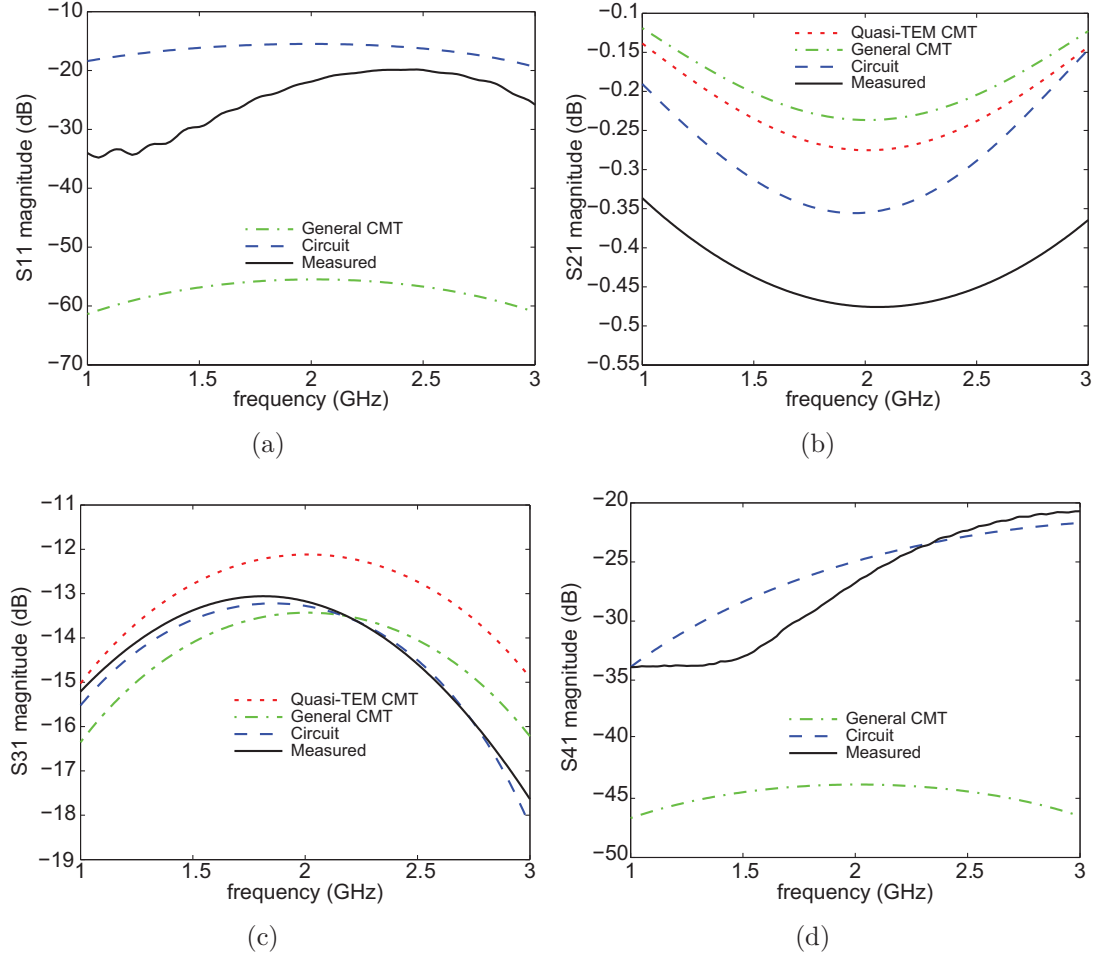 S11 magnitude (dB)
−10
−20
−30
−40
−50
−60
−70
General CMT
Circuit
Measured
1
1.5
2
2.5
3
frequency (GHz)
(a)
S21 magnitude (dB)
−0.1
−0.15
−0.2
−0.25
−0.3
−0.35
−0.4
−0.45
−0.5
−0.55
Quasi-TEM CMT
General CMT
Circuit
Measured
1
1.5
2
2.5
3
frequency (GHz)
(b)
S31 magnitude (dB)
−11
−12
−13
−14
−15
−16
−17
−18
−19
Quasi-TEM CMT
General CMT
Circuit
Measured
1
1.5
2
2.5
3
frequency (GHz)
(c)
S41 magnitude (dB)
−20
−25
−30
−35
−40
−45
−50
General CMT
Circuit
Measured
1
1.5
2
2.5
3
frequency (GHz)
(d)